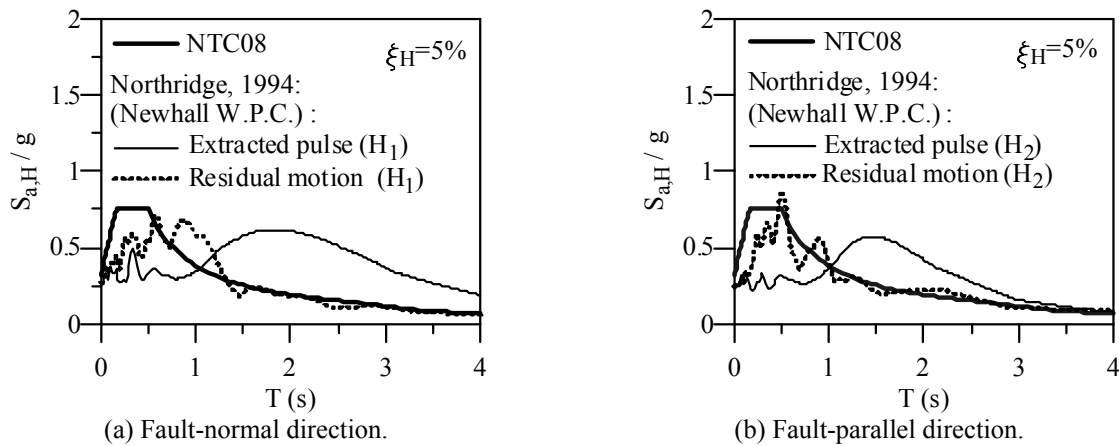 2
NTC08
ξH=5%
Northridge, 1994:
1.5
(Newhall W.P.C.) :
Extracted pulse (H1)
1
Residual motion (H1)
Sa,H / g
0.5
0
0 1 2 3 4
T (s)
(a) Fault-normal direction.
2
NTC08
ξH=5%
Northridge, 1994:
1.5
(Newhall W.P.C.) :
Extracted pulse (H2)
1
Residual motion (H2)
Sa,H / g
0.5
0
0 1 2 3 4
T (s)
(b) Fault-parallel direction.